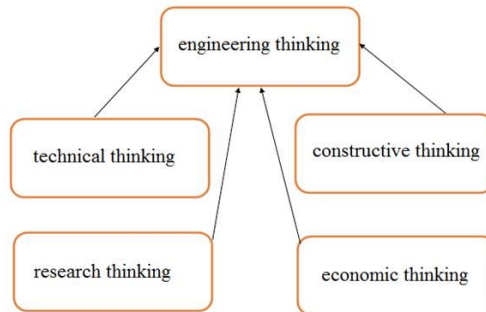 engineering thinking
technical thinking
constructive thinking
research thinking
economic thinking